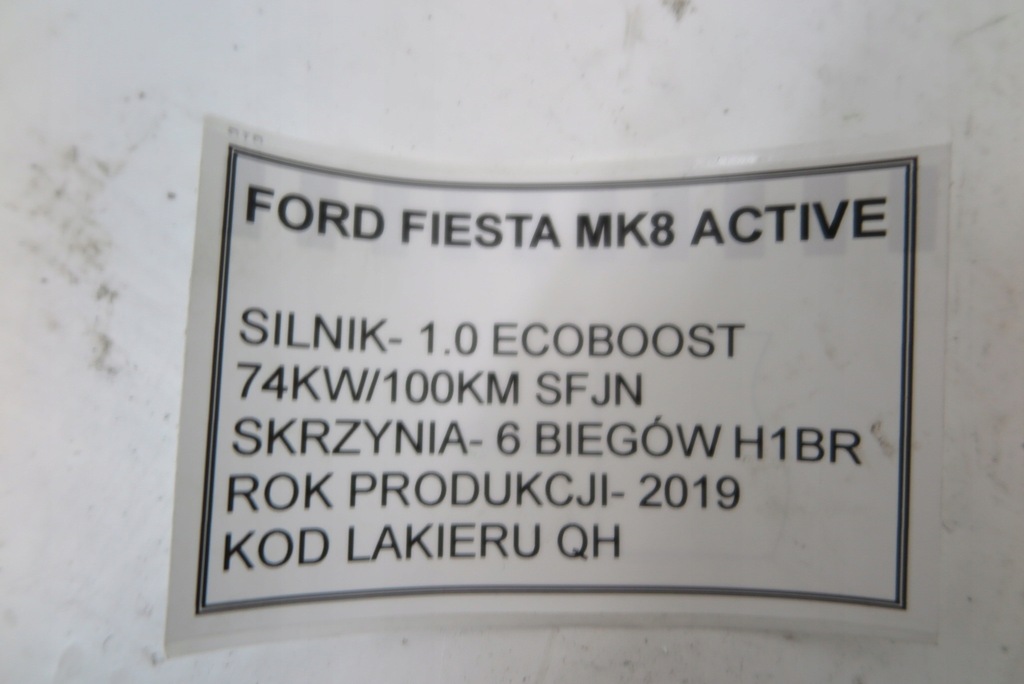 FORD FIESTA MK8 ACTIVE
SILNIK- 1.0 ECOBOOST
74KW/100KM SFJN
SKRZYNIA- 6 BIEGÓW H1BR
ROK PRODUKCJI- 2019
KOD LAKIERU QH